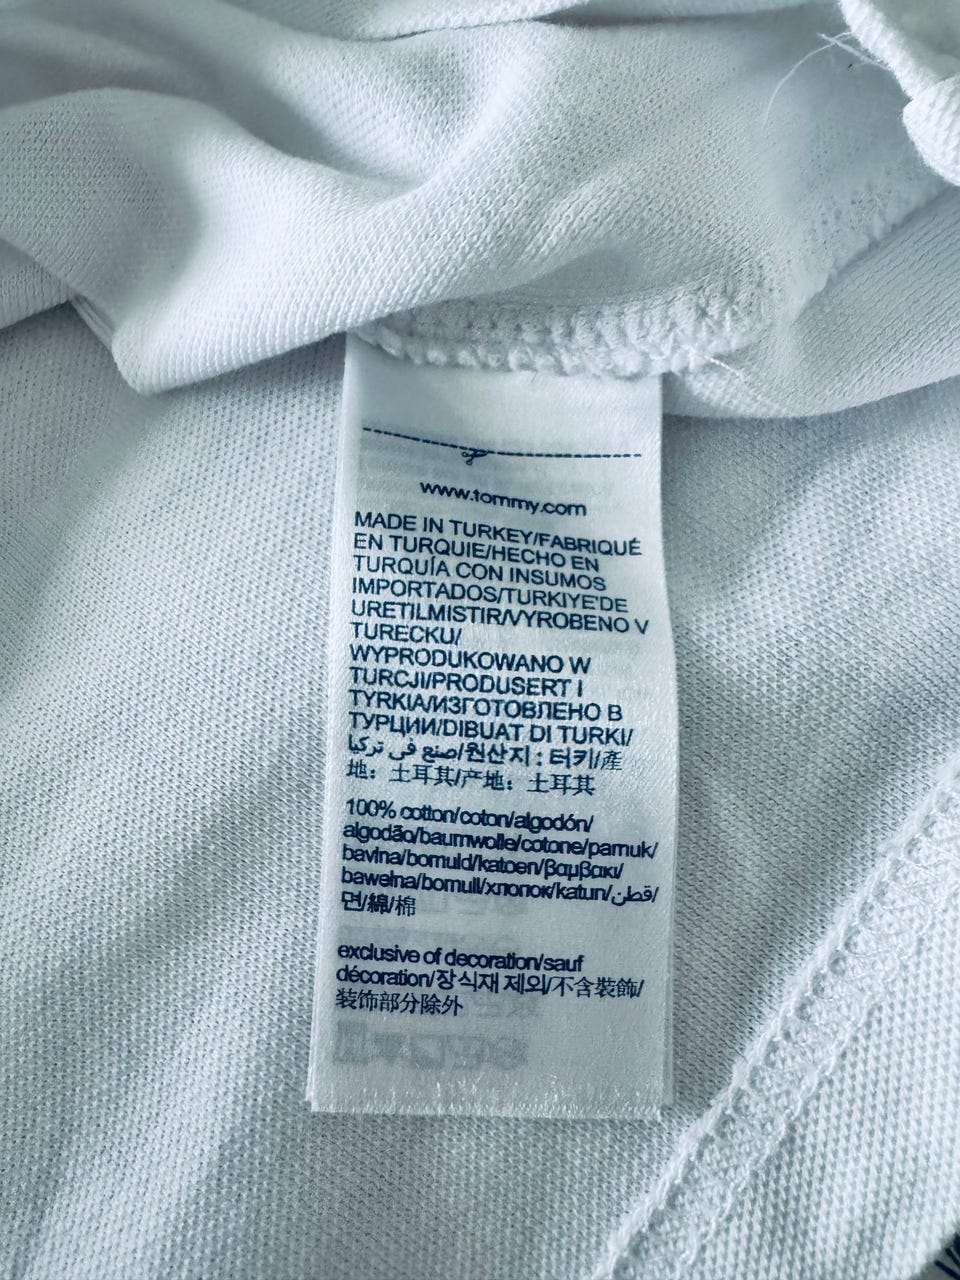 www.tommy.com
MADE IN TURKEY/FABRIQUÉ
EN TURQUIE/HECHO EN
TURQUÍA CON INSUMOS
IMPORTADOS/TURKIYE'DE
URETILMISTIR/VYROBENO V
TURECKU/
WYPRODUKOWANO W
TURCJI/PRODUSERT I
TYRKIA/ИЗГОТОВЛЕНО В
ТУРЦИИ/DIBUAT DI TURKI/
صنع في تركيا/원산지 : 터키/產
地：土耳其/产地：土耳其
100% cotton/coton/algodón/
algodão/baumwolle/cotone/pamuk/
bavlna/bomuld/katoen/βαμβακι/
bawełna/bomull/хлопок/katun/قطن/
면/綿/棉
exclusive of decoration/sauf
décoration/장식재 제외/不含裝飾/
装饰部分除外